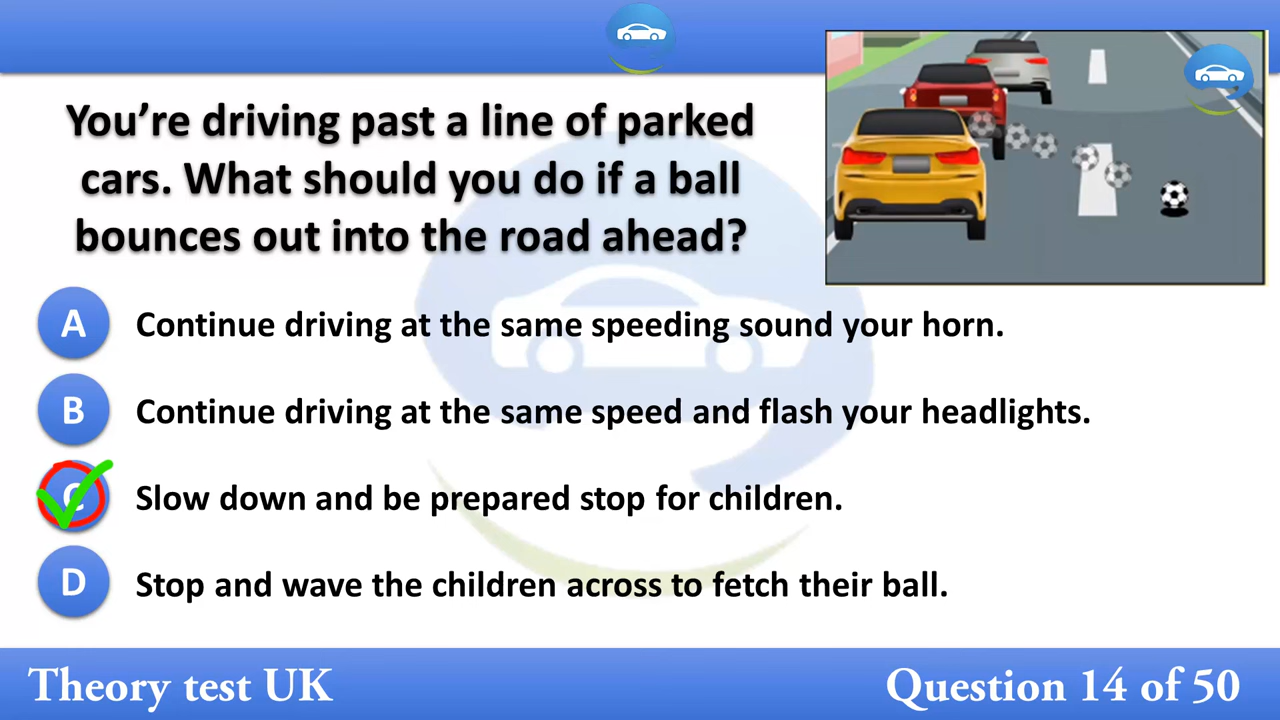 You’re driving past a line of parked
cars. What should you do if a ball
bounces out into the road ahead?
A Continue driving at the same speeding sound your horn.
B Continue driving at the same speed and flash your headlights.
C Slow down and be prepared stop for children.
D Stop and wave the children across to fetch their ball.
Theory test UK
Question 14 of 50